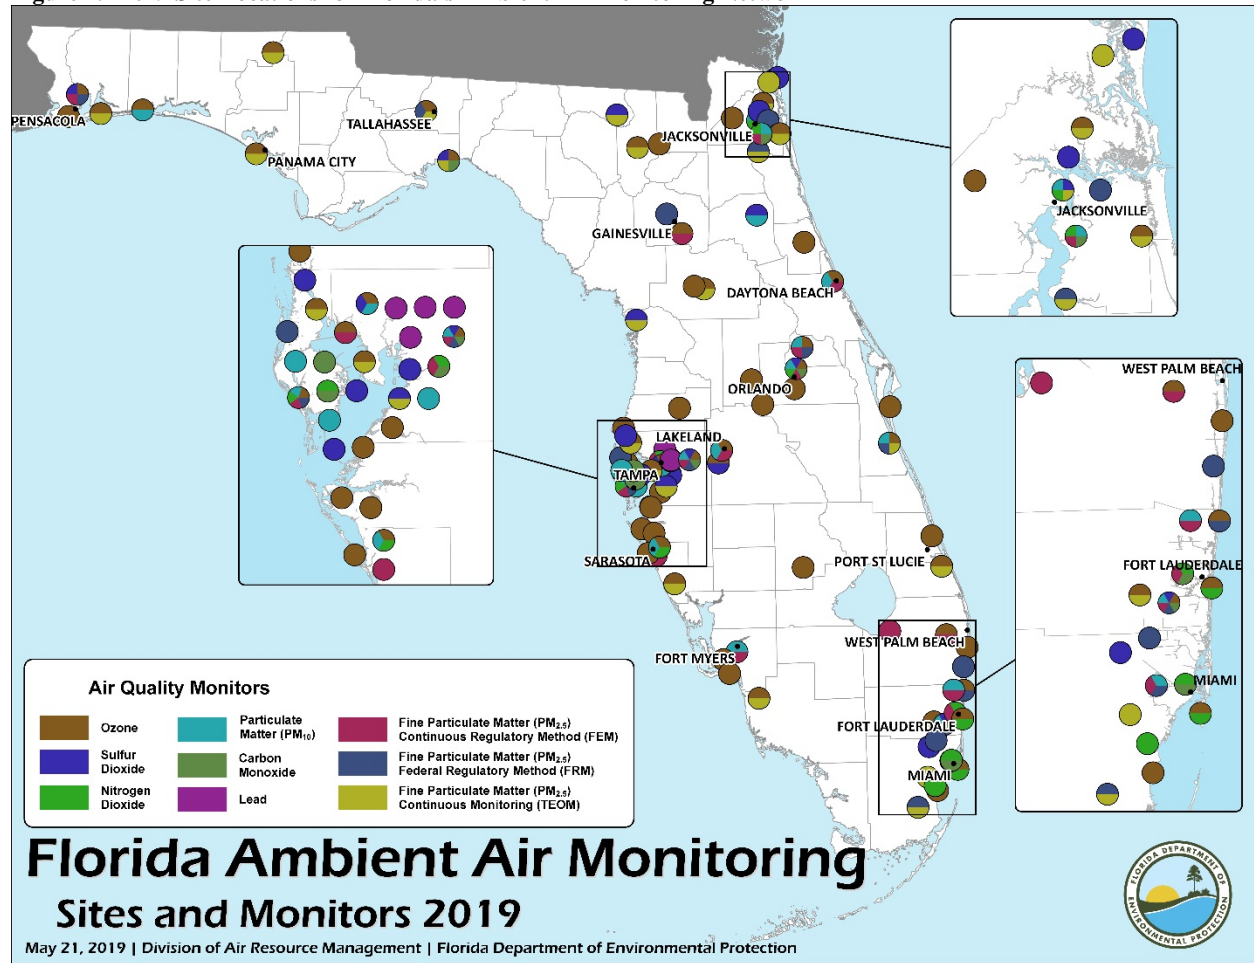 PENSACOLA
TALLAHASSEE
PANAMA CITY
JACKSONVILLE
GAINESVILLE
DAYTONA BEACH
ORLANDO
LAKELAND
TAMPA
SARASOTA
PORT ST LUCIE
FORT MYERS
WEST PALM BEACH
FORT LAUDERDALE
MIAMI
JACKSONVILLE
WEST PALM BEACH
FORT LAUDERDALE
MIAMI
Air Quality Monitors
Ozone
Sulfur
Dioxide
Nitrogen
Dioxide
Particulate
Matter (PM10)
Carbon
Monoxide
Lead
Fine Particulate Matter (PM2.5)
Continuous Regulatory Method (FEM)
Fine Particulate Matter (PM2.5)
Federal Regulatory Method (FRM)
Fine Particulate Matter (PM2.5)
Continuous Monitoring (TEOM)
Florida Ambient Air Monitoring
Sites and Monitors 2019
May 21, 2019 | Division of Air Resource Management | Florida Department of Environmental Protection
FLORIDA DEPARTMENT OF
ENVIRONMENTAL PROTECTION